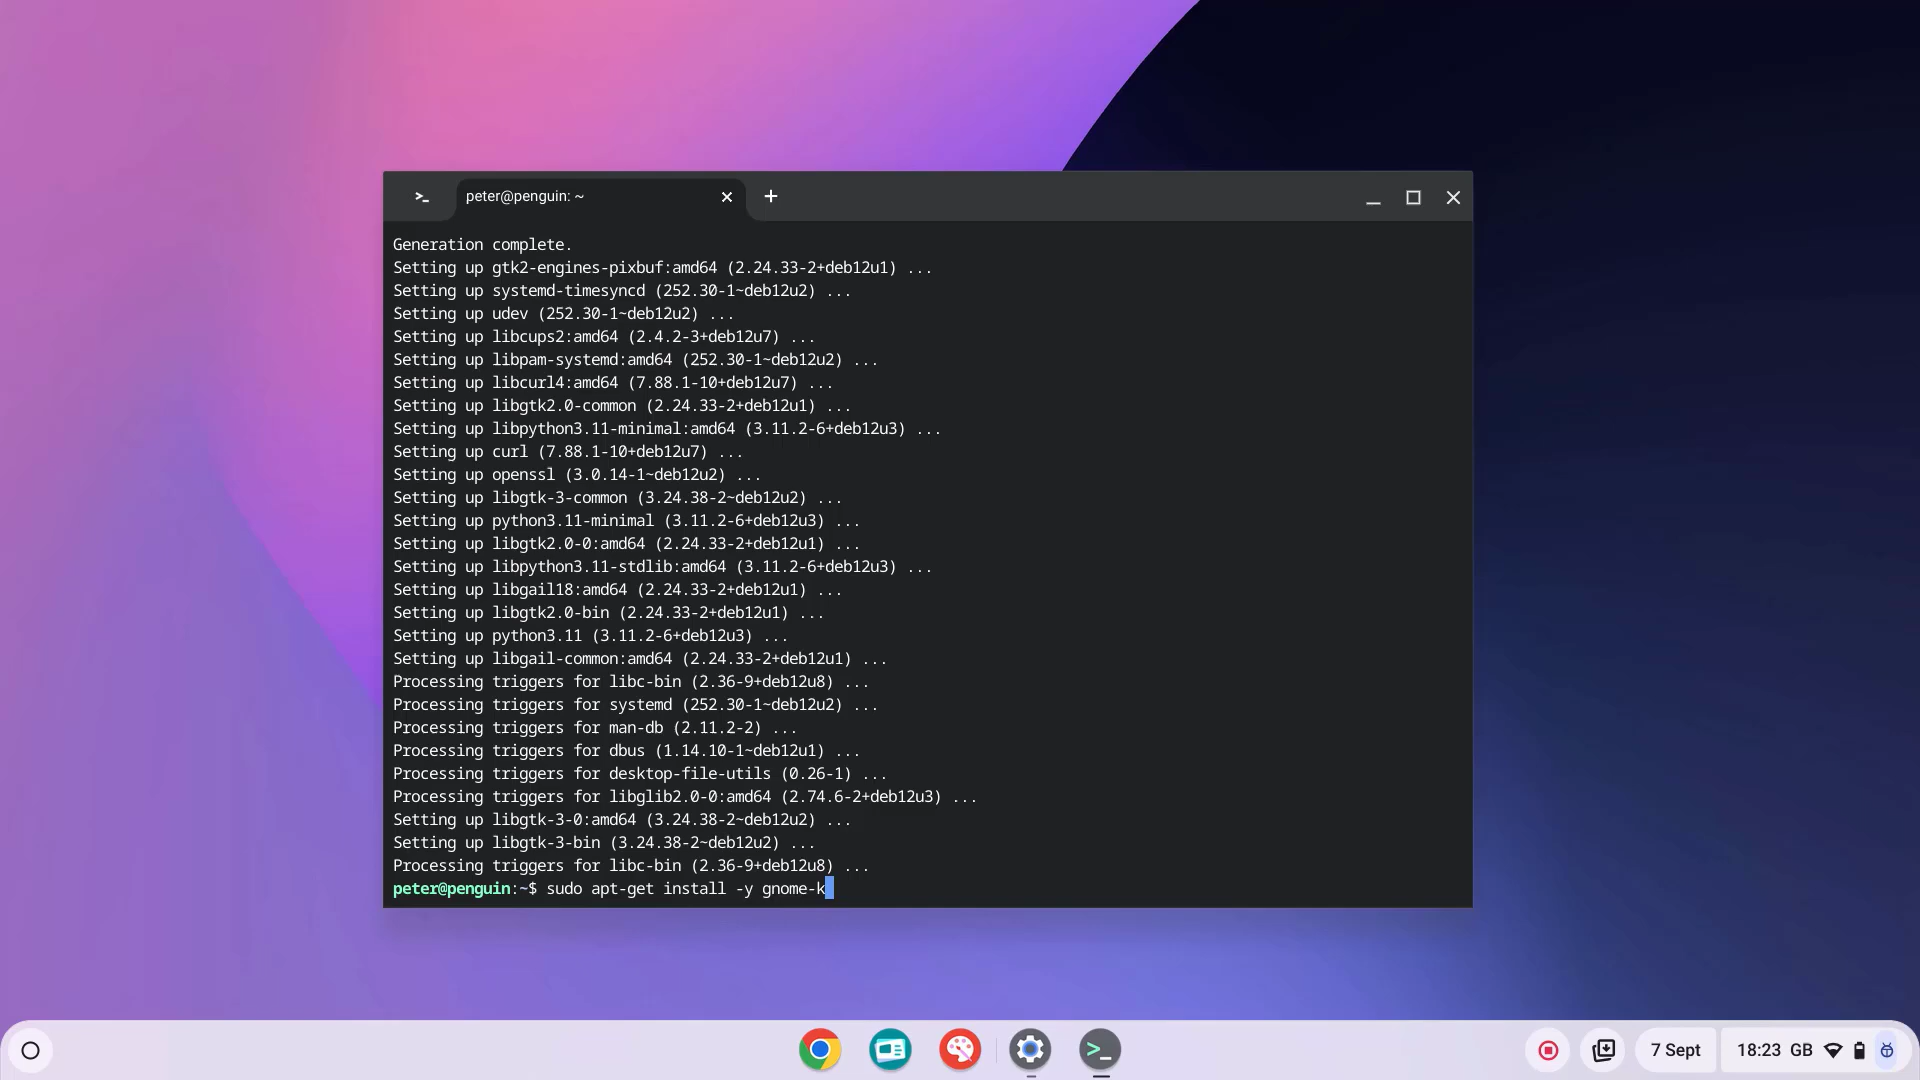 >_ peter@penguin: ~
Generation complete.
Setting up gtk2-engines-pixbuf:amd64 (2.24.33-2+deb12u1) ...
Setting up systemd-timesyncd (252.30-1~deb12u2) ...
Setting up udev (252.30-1~deb12u2) ...
Setting up libcups2:amd64 (2.4.2-3+deb12u7) ...
Setting up libpam-systemd:amd64 (252.30-1~deb12u2) ...
Setting up libcurl4:amd64 (7.88.1-10+deb12u7) ...
Setting up libgtk2.0-common (2.24.33-2+deb12u1) ...
Setting up libpython3.11-minimal:amd64 (3.11.2-6+deb12u3) ...
Setting up curl (7.88.1-10+deb12u7) ...
Setting up openssl (3.0.14-1~deb12u2) ...
Setting up libgtk-3-common (3.24.38-2~deb12u2) ...
Setting up python3.11-minimal (3.11.2-6+deb12u3) ...
Setting up libgtk2.0-0:amd64 (2.24.33-2+deb12u1) ...
Setting up libpython3.11-stdlib:amd64 (3.11.2-6+deb12u3) ...
Setting up libgail18:amd64 (2.24.33-2+deb12u1) ...
Setting up libgtk2.0-bin (2.24.33-2+deb12u1) ...
Setting up python3.11 (3.11.2-6+deb12u3) ...
Setting up libgail-common:amd64 (2.24.33-2+deb12u1) ...
Processing triggers for libc-bin (2.36-9+deb12u8) ...
Processing triggers for systemd (252.30-1~deb12u2) ...
Processing triggers for man-db (2.11.2-2) ...
Processing triggers for dbus (1.14.10-1~deb12u1) ...
Processing triggers for desktop-file-utils (0.26-1) ...
Processing triggers for libglib2.0-0:amd64 (2.74.6-2+deb12u3) ...
Setting up libgtk-3-0:amd64 (3.24.38-2~deb12u2) ...
Setting up libgtk-3-bin (3.24.38-2~deb12u2) ...
Processing triggers for libc-bin (2.36-9+deb12u8) ...
peter@penguin:~$ sudo apt-get install -y gnome-k
7 Sept 18:23 GB